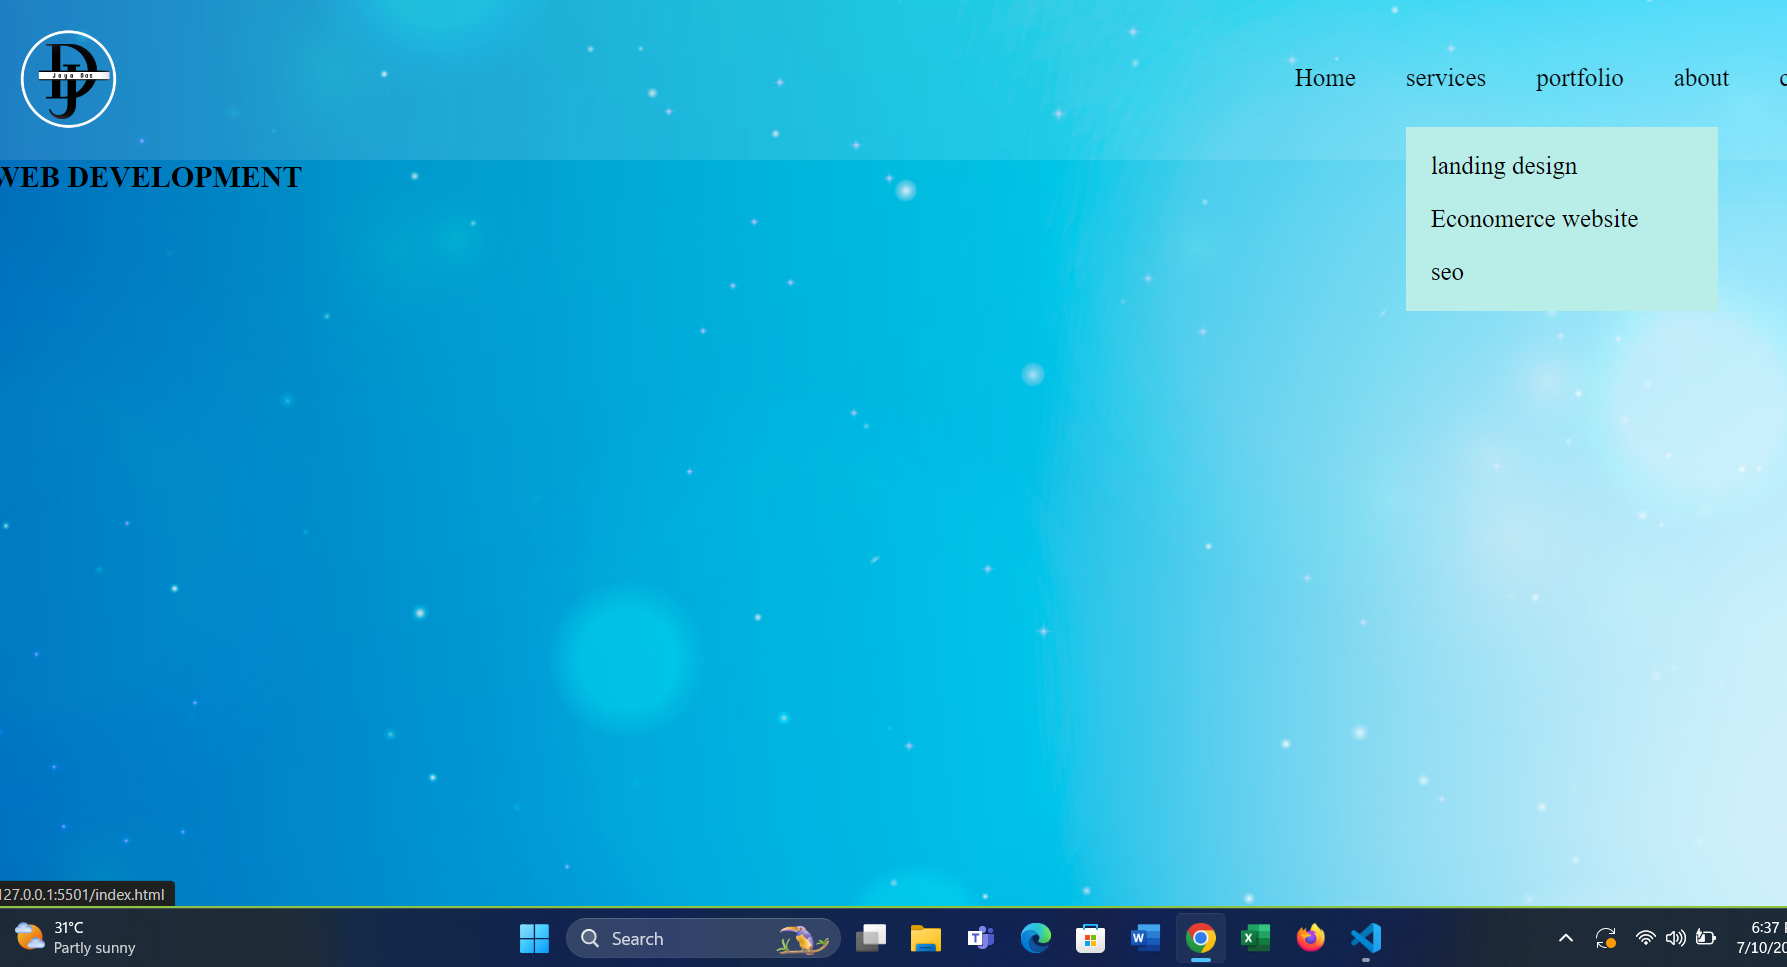 DJ
Jaya Das
Home services portfolio about
WEB DEVELOPMENT
landing design
Economerce website
seo
127.0.0.1:5501/index.html
31°C
Partly sunny
Search
6:37
7/10/20